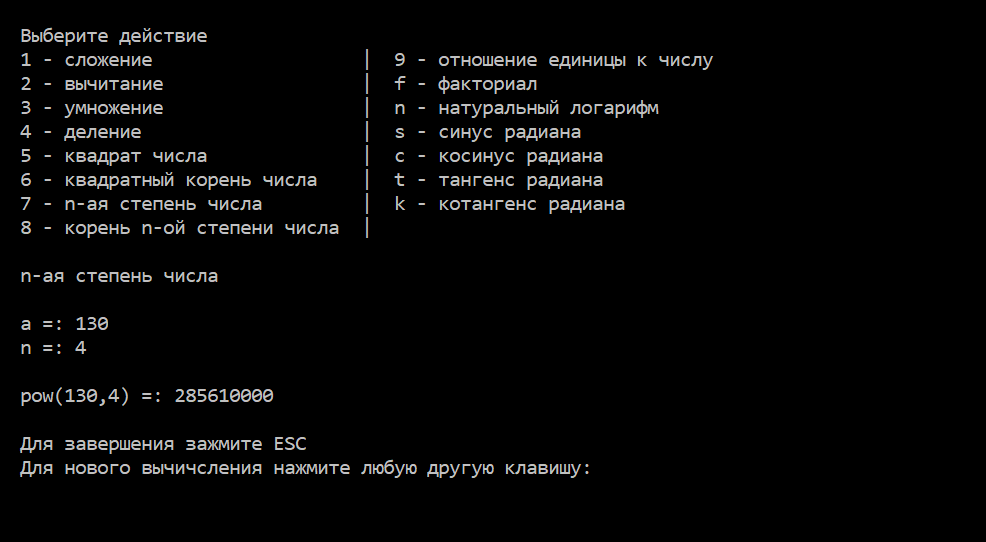 Выберите действие
1 - сложение | 9 - отношение единицы к числу
2 - вычитание | f - факториал
3 - умножение | n - натуральный логарифм
4 - деление | s - синус радиана
5 - квадрат числа | c - косинус радиана
6 - квадратный корень числа | t - тангенс радиана
7 - n-ая степень числа | k - котангенс радиана
8 - корень n-ой степени числа |
n-ая степень числа
a =: 130
n =: 4
pow(130,4) =: 285610000
Для завершения зажмите ESC
Для нового вычичсления нажмите любую другую клавишу: